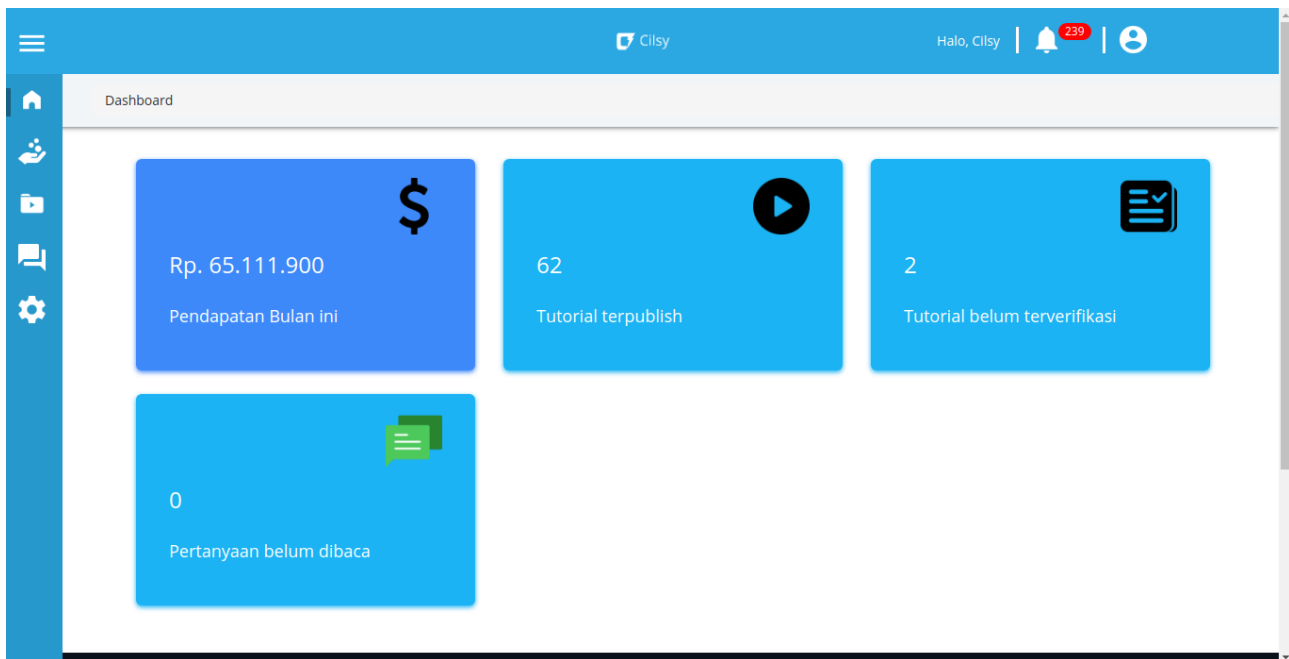 Cilsy
Halo, Cilsy
239
Dashboard
Rp. 65.111.900
Pendapatan Bulan ini
62
Tutorial terpublish
2
Tutorial belum terverifikasi
0
Pertanyaan belum dibaca